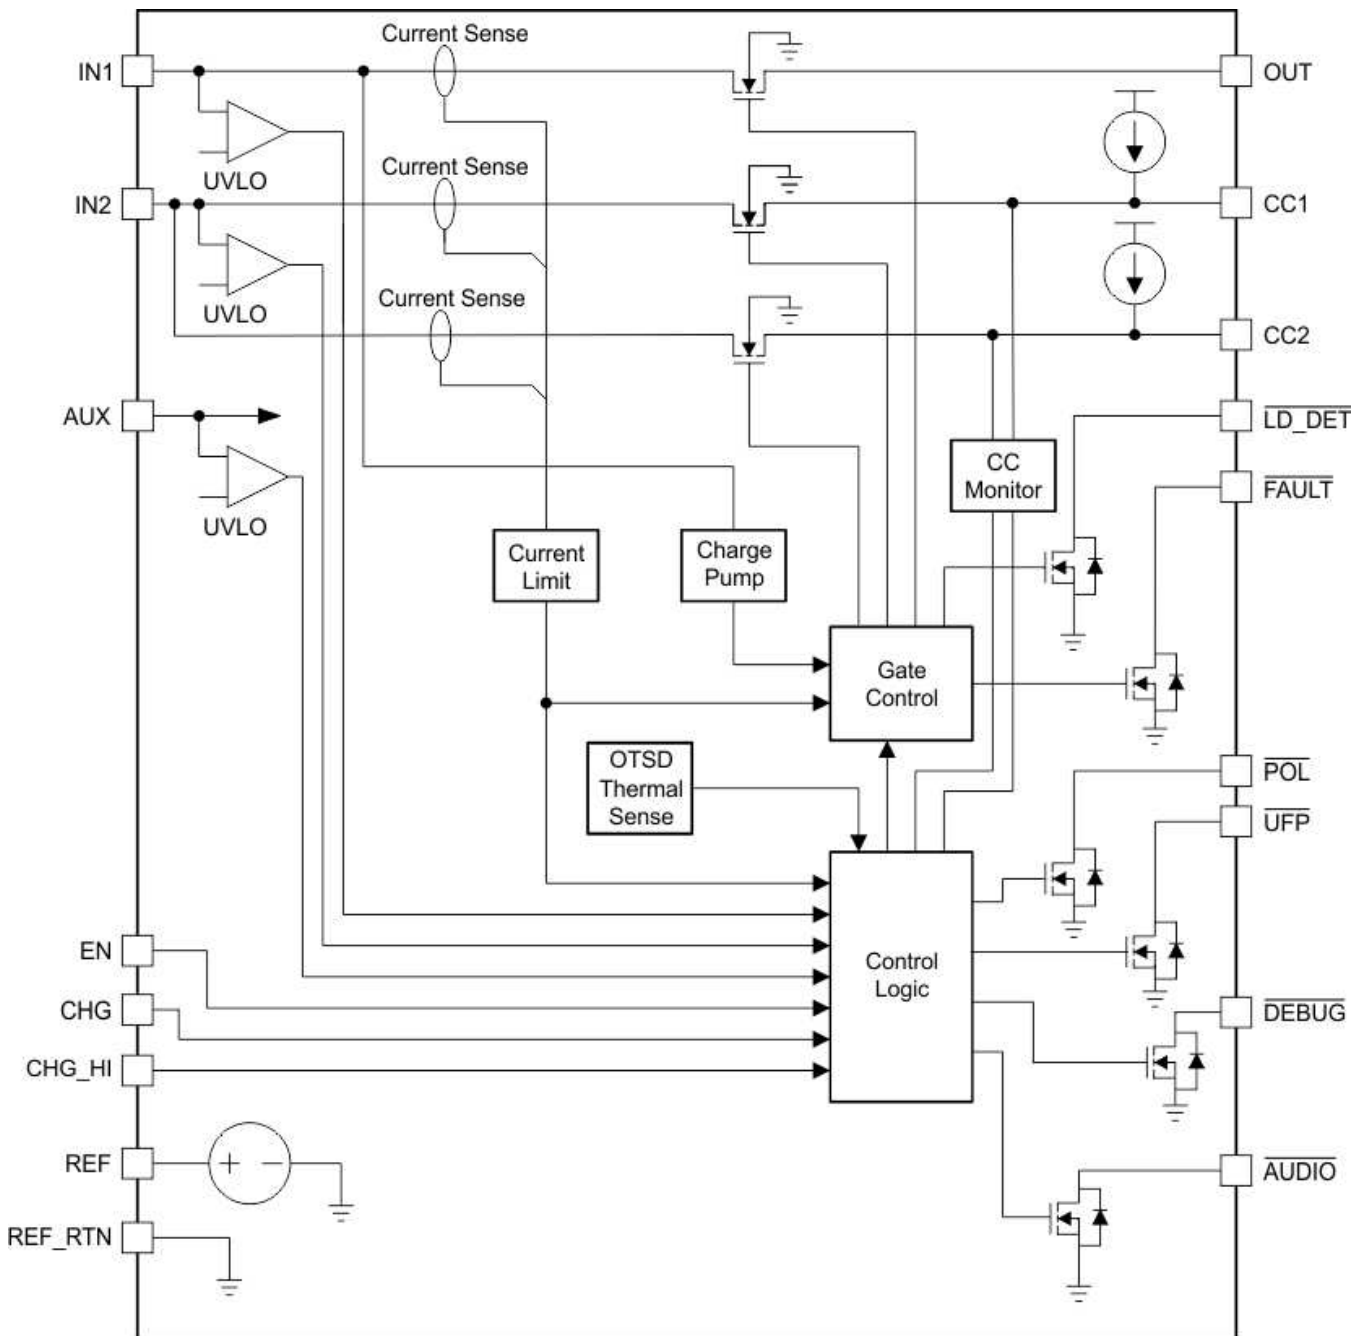 Current Sense
IN1
OUT
UVLO
Current Sense
IN2
CC1
UVLO
Current Sense
CC2
AUX
LD_DET
UVLO
CC
Monitor
FAULT
Current
Limit
Charge
Pump
Gate
Control
OTSD
Thermal
Sense
POL
UFP
EN
Control
Logic
CHG
DEBUG
CHG_HI
REF
+ −
AUDIO
REF_RTN